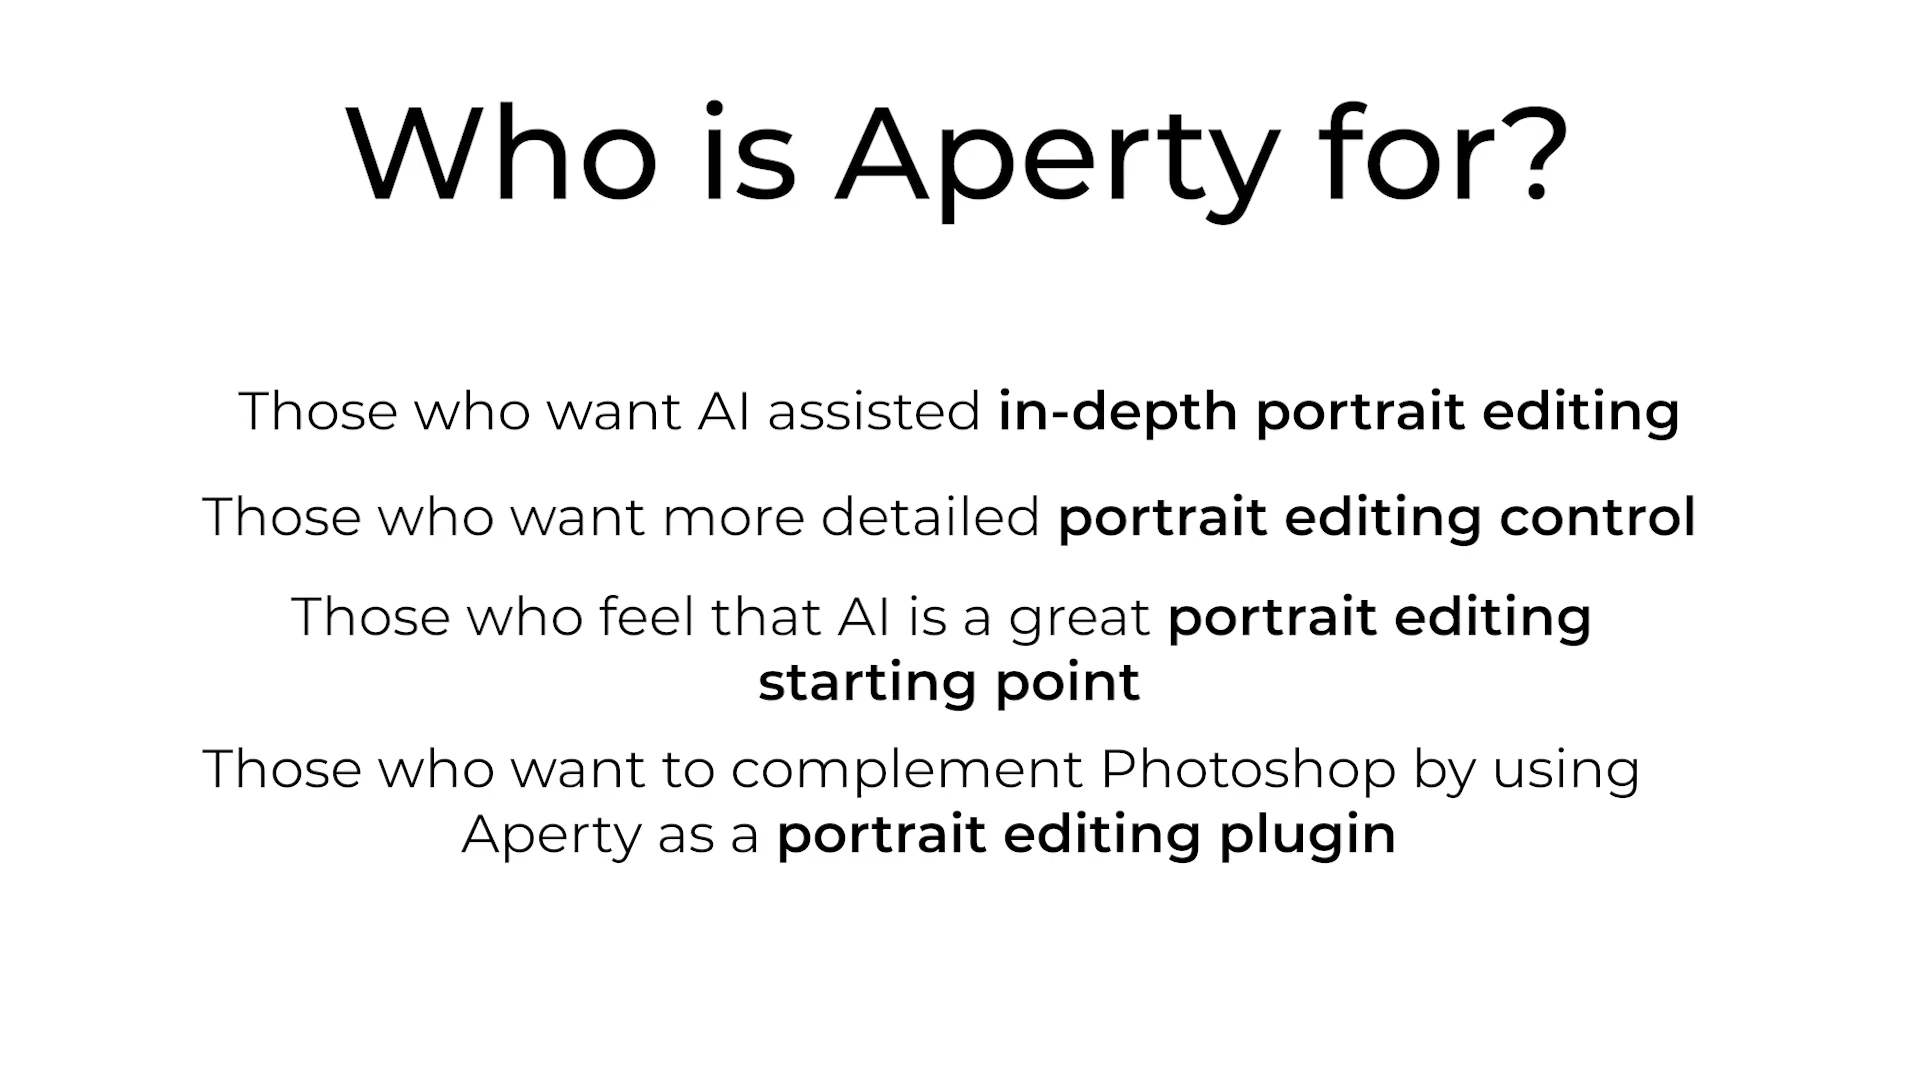 Who is Aperty for?
Those who want AI assisted in-depth portrait editing
Those who want more detailed portrait editing control
Those who feel that AI is a great portrait editing
starting point
Those who want to complement Photoshop by using
Aperty as a portrait editing plugin